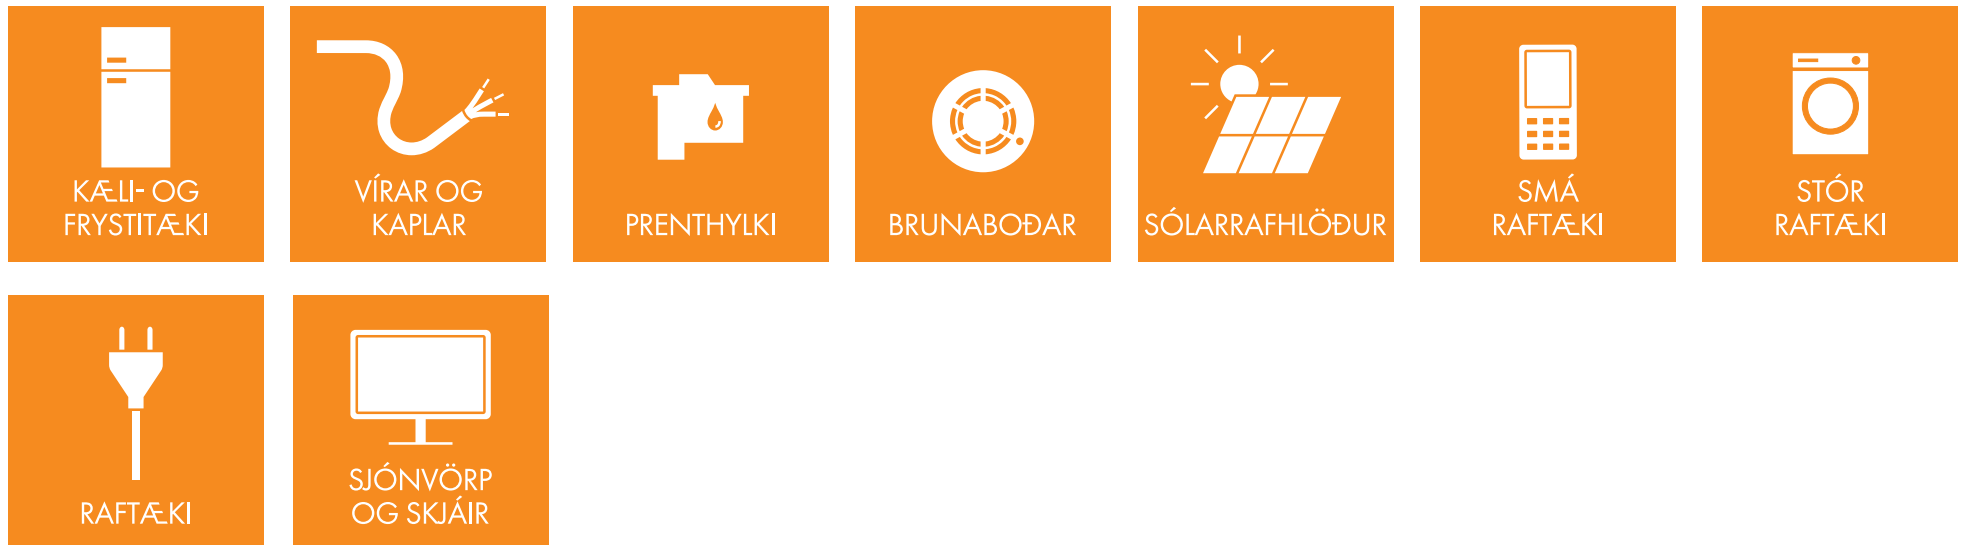 KÆLI- OG
FRYSTITÆKI
VÍRAR OG
KAPLAR
PRENTHYLKI
BRUNABOÐAR
SÓLARRAFHLÖÐUR
SMÁ
RAFTÆKI
STÓR
RAFTÆKI
RAFTÆKI
SJÓNVÖRP
OG SKJÁIR